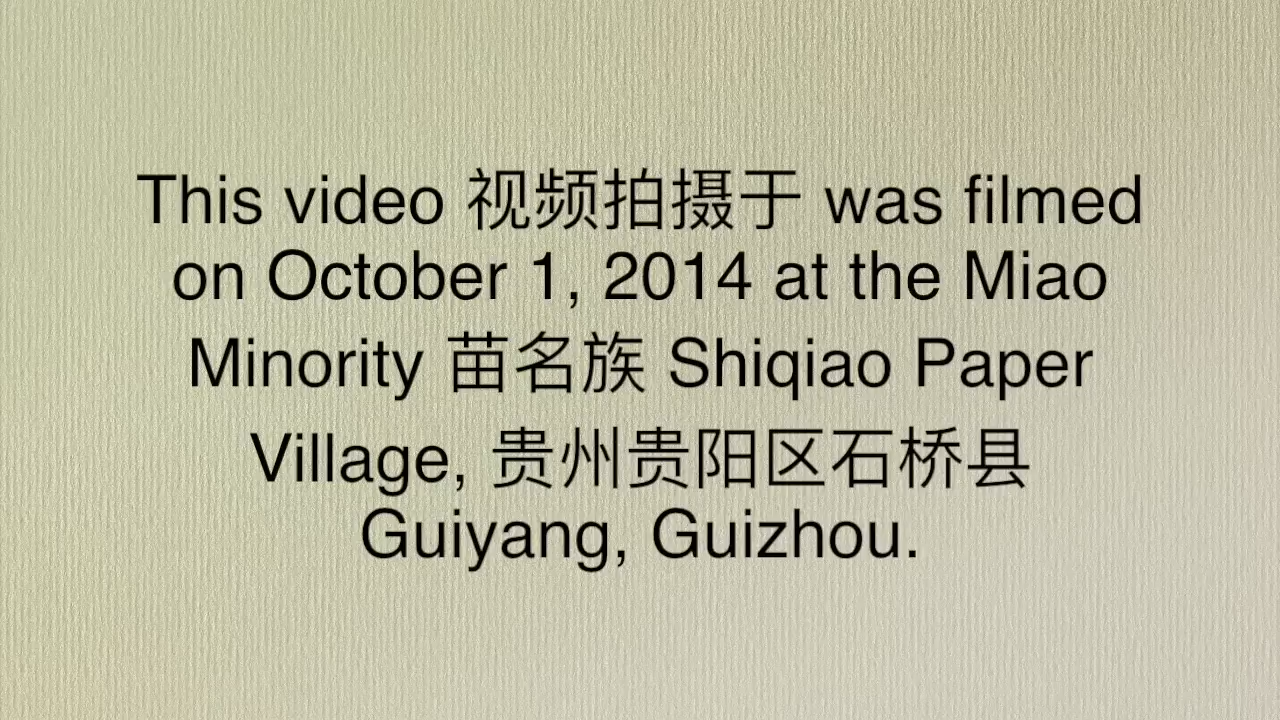 This video 视频拍摄于 was filmed
on October 1, 2014 at the Miao
Minority 苗名族 Shiqiao Paper
Village, 贵州贵阳区石桥县
Guiyang, Guizhou.